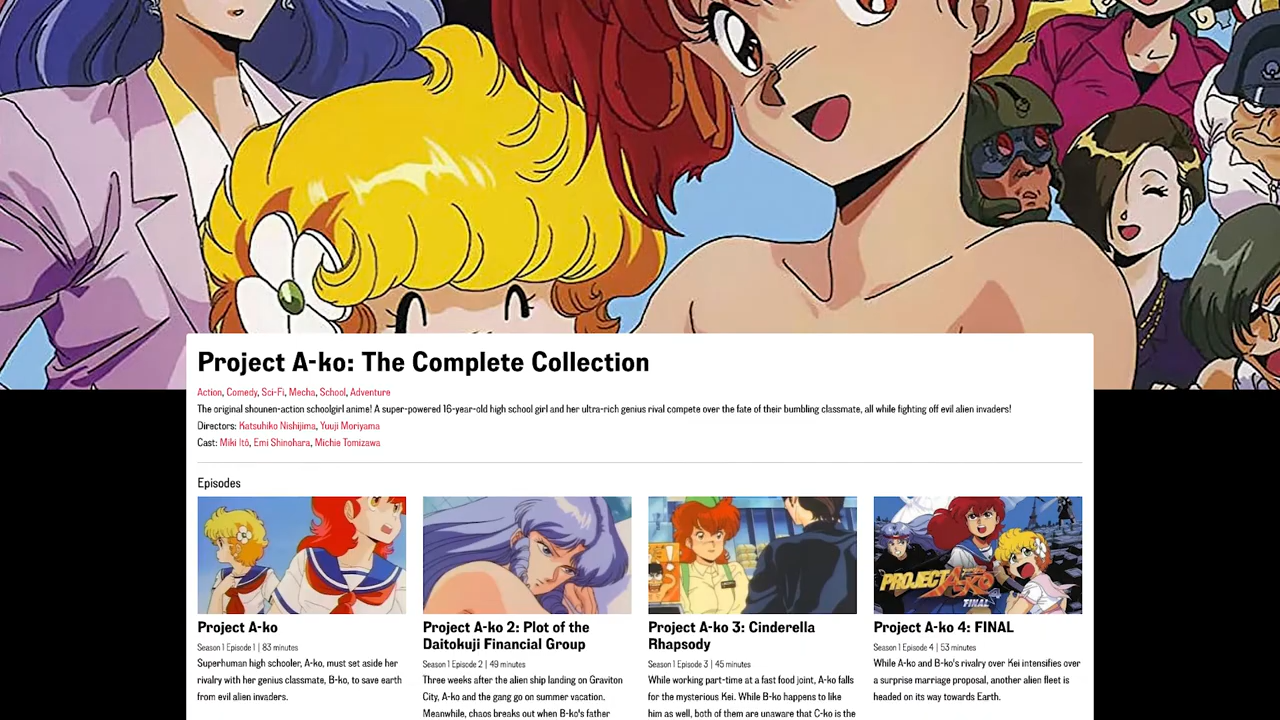 Project A-ko: The Complete Collection
Action, Comedy, Sci-Fi, Mecha, School, Adventure
The original shounen-action schoolgirl anime! A super-powered 16-year-old high school girl and her ultra-rich genius rival compete over the fate of their bumbling classmate, all while fighting off evil alien invaders!
Directors: Katsuhiko Nishijima, Yuuji Moriyama
Cast: Miki Itô, Emi Shinohara, Michie Tomizawa
Episodes
PROJECT A-KO
FINAL
Project A-ko
Season 1 Episode 1 | 83 minutes
Superhuman high schooler, A-ko, must set aside her
rivalry with her genius classmate, B-ko, to save earth
from evil alien invaders.
Project A-ko 2: Plot of the
Daitokuji Financial Group
Season 1 Episode 2 | 49 minutes
Three weeks after the alien ship landing on Graviton
City, A-ko and the gang go on summer vacation.
Meanwhile, chaos breaks out when B-ko's father
Project A-ko 3: Cinderella
Rhapsody
Season 1 Episode 3 | 45 minutes
While working part-time at a fast food joint, A-ko falls
for the mysterious Kei. While B-ko happens to like
him as well, both of them are unaware that C-ko is the
Project A-ko 4: FINAL
Season 1 Episode 4 | 53 minutes
While A-ko and B-ko's rivalry over Kei intensifies over
a surprise marriage proposal, another alien fleet is
headed on its way towards Earth.